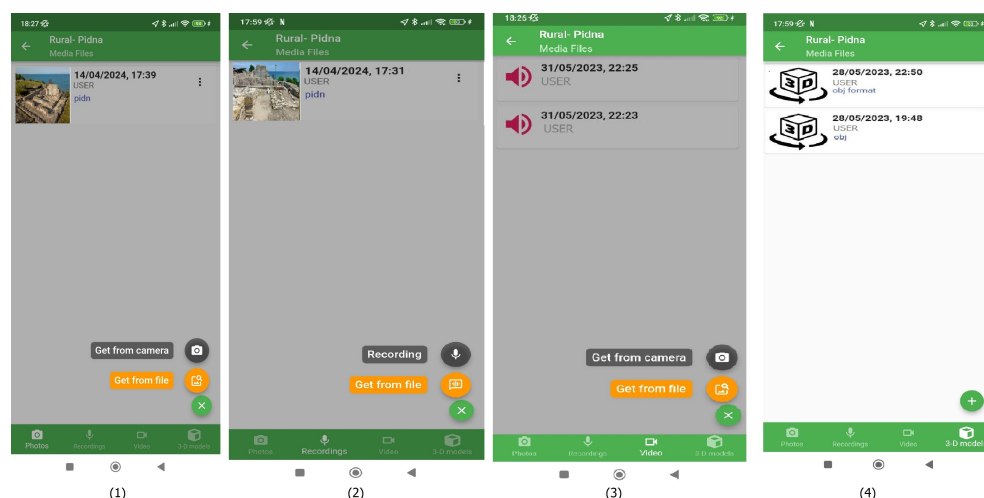 18:27
Rural- Pidna
Media Files
14/04/2024, 17:39
USER
pidn
Get from camera
Get from file
Photos
Recordings
Video
3-D models
(1)
17:59
Rural- Pidna
Media Files
14/04/2024, 17:31
USER
pidn
Recording
Get from file
Photos
Recordings
Video
3-D models
(2)
18:25
Rural- Pidna
Media Files
31/05/2023, 22:25
USER
31/05/2023, 22:23
USER
Get from camera
Get from file
Photos
Recordings
Video
3-D models
(3)
17:59
Rural- Pidna
Media Files
3D
28/05/2023, 22:50
USER
obj format
3D
28/05/2023, 19:48
USER
obj
Photos
Recordings
Video
3-D models
(4)